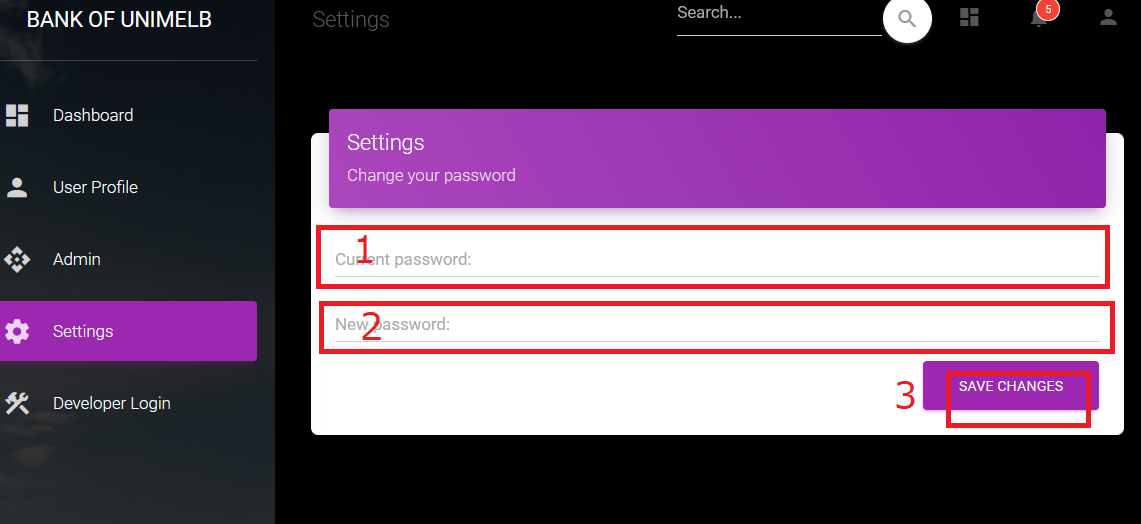 BANK OF UNIMELB
Settings
Search...
5
Dashboard
User Profile
Admin
Settings
Developer Login
Settings
Change your password
1
Current password:
2
New password:
3
SAVE CHANGES